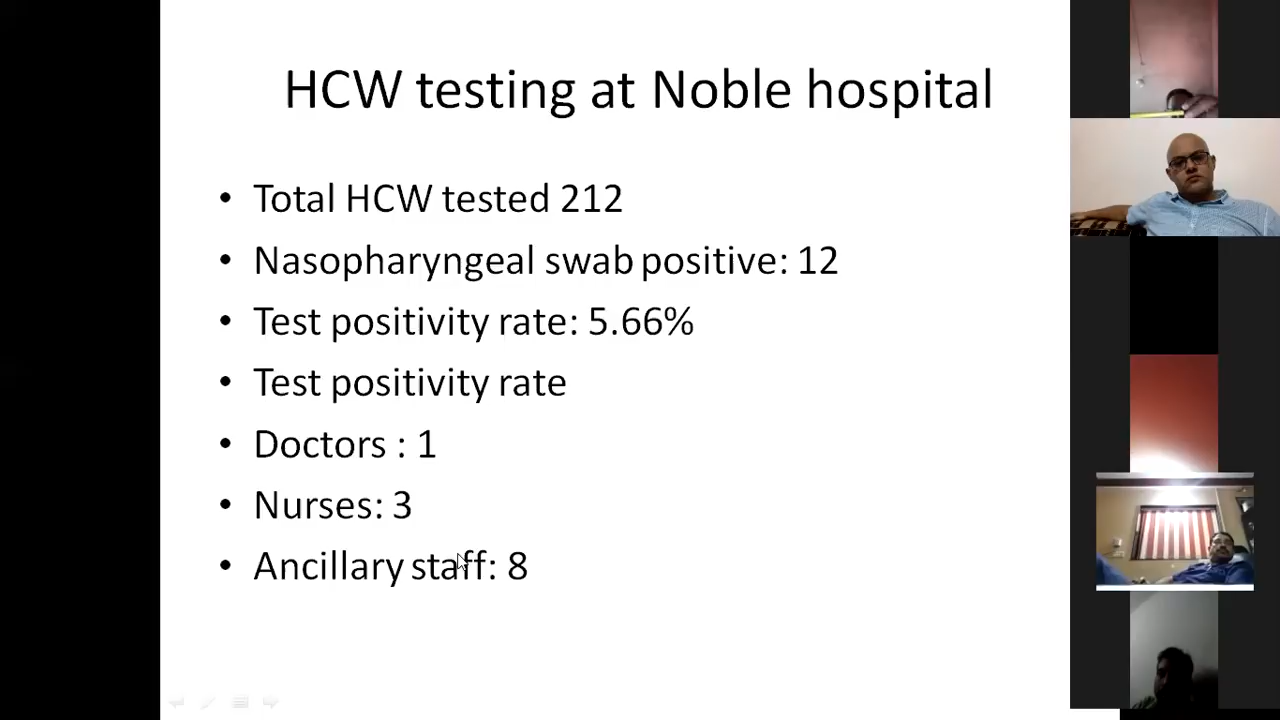 HCW testing at Noble hospital
• Total HCW tested 212
• Nasopharyngeal swab positive: 12
• Test positivity rate: 5.66%
• Test positivity rate
• Doctors : 1
• Nurses: 3
• Ancillary staff: 8